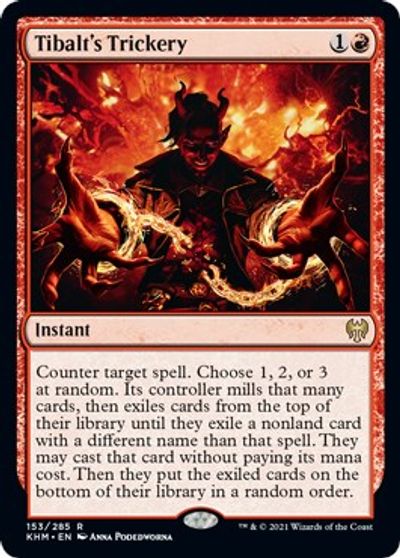 Tibalt's Trickery 1
Instant
Counter target spell. Choose 1, 2, or 3
at random. Its controller mills that many
cards, then exiles cards from the top of
their library until they exile a nonland card
with a different name than that spell. They
may cast that card without paying its mana
cost. Then they put the exiled cards on the
bottom of their library in a random order.
153/285 R
KHM • EN Anna Podedworna
™ & © 2021 Wizards of the Coast